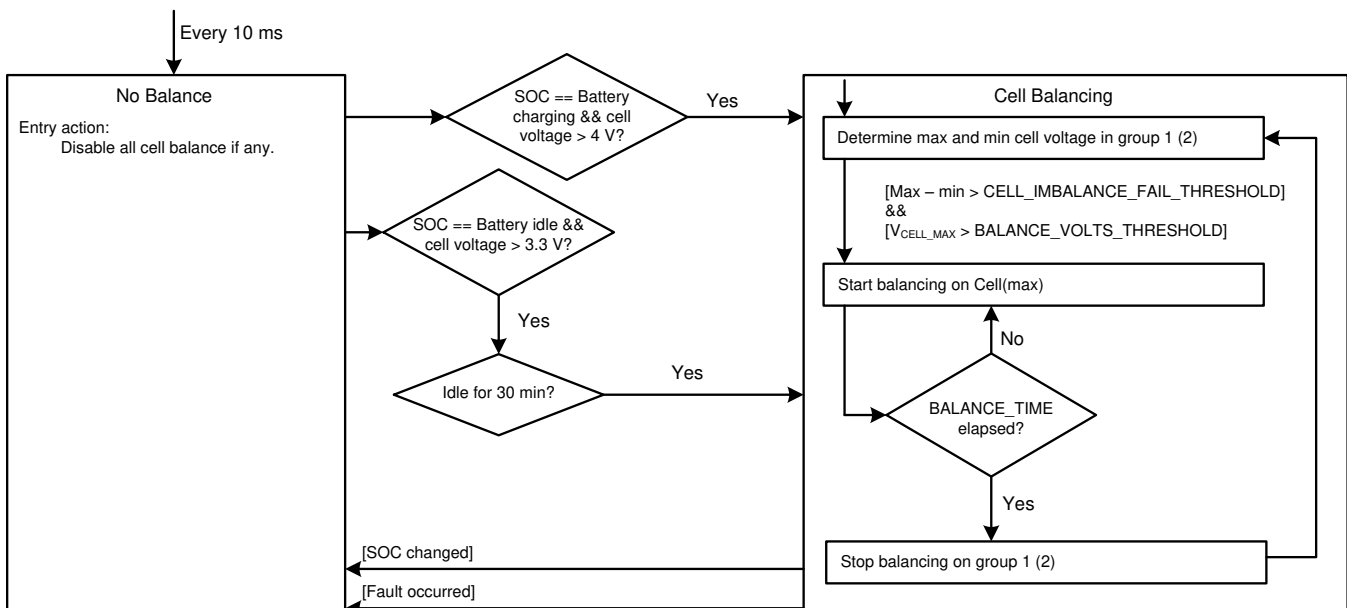 Every 10 ms
No Balance
Entry action:
Disable all cell balance if any.
SOC == Battery
charging && cell
voltage > 4 V?
Yes
SOC == Battery idle &&
cell voltage > 3.3 V?
Yes
Idle for 30 min?
Yes
[SOC changed]
[Fault occurred]
Cell Balancing
Determine max and min cell voltage in group 1 (2)
[Max – min > CELL_IMBALANCE_FAIL_THRESHOLD]
&&
[VCELL_MAX > BALANCE_VOLTS_THRESHOLD]
Start balancing on Cell(max)
No
BALANCE_TIME
elapsed?
Yes
Stop balancing on group 1 (2)